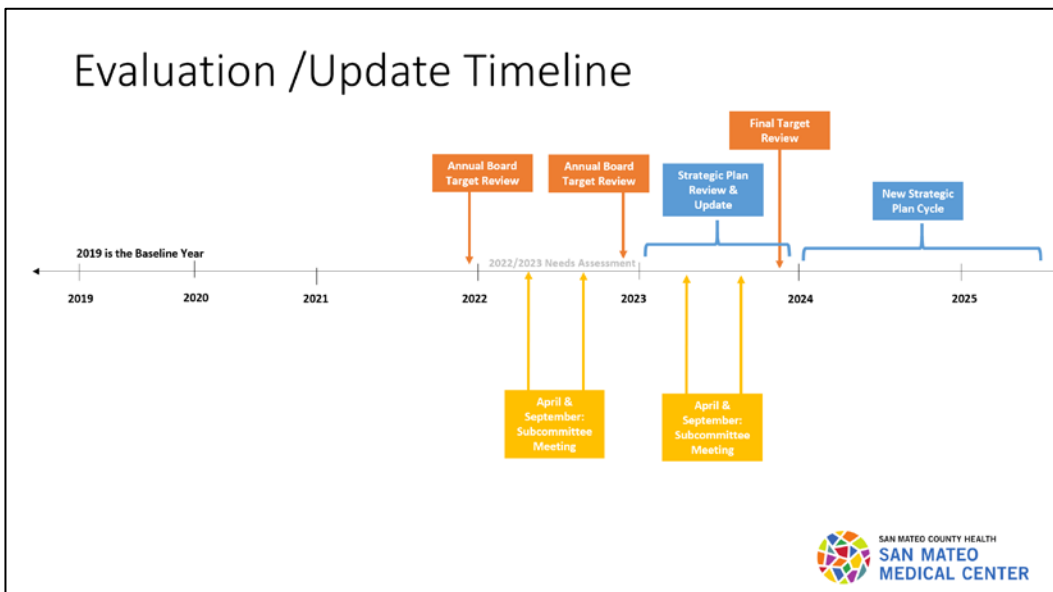 Evaluation /Update Timeline
Final Target
Review
Annual Board
Target Review
Annual Board
Target Review
Strategic Plan
Review &
Update
New Strategic
Plan Cycle
2019 is the Baseline Year
2022/2023 Needs Assessment
2019
2020
2021
2022
2023
2024
2025
April &
September:
Subcommittee
Meeting
April &
September:
Subcommittee
Meeting
SAN MATEO COUNTY HEALTH
SAN MATEO
MEDICAL CENTER